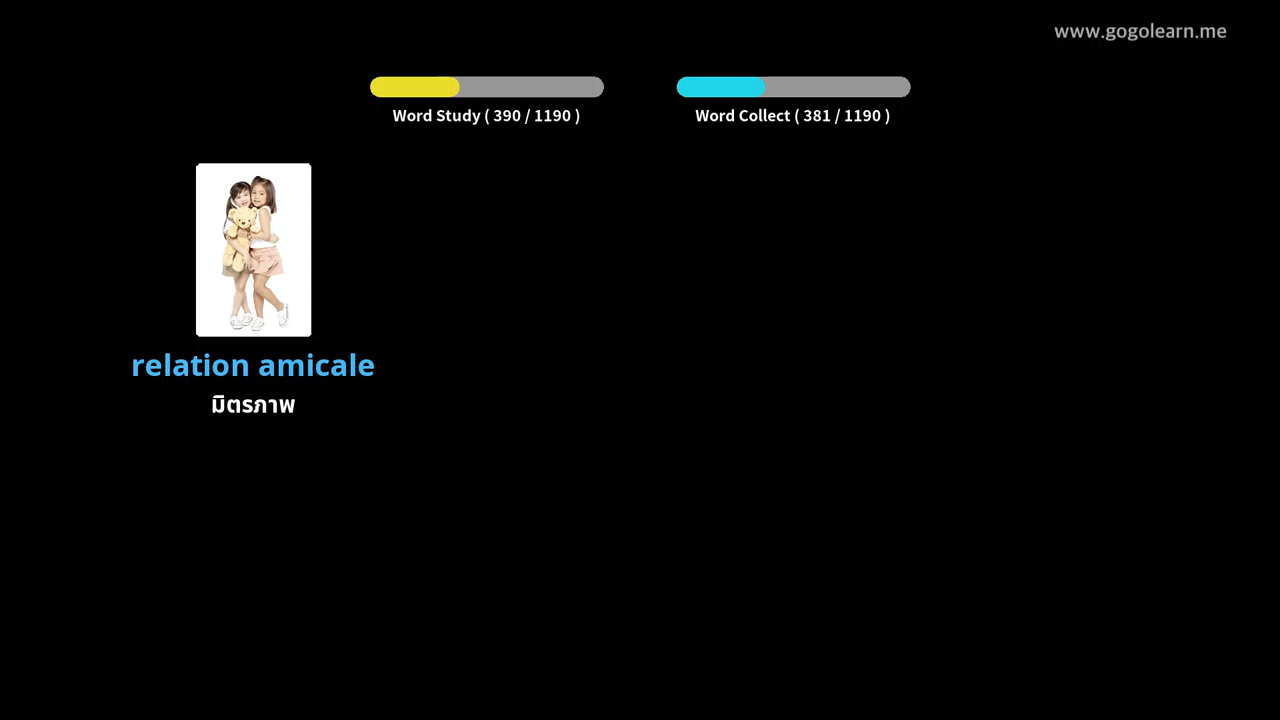 www.gogolearn.me
Word Study ( 390 / 1190 )
Word Collect ( 381 / 1190 )
relation amicale
มิตรภาพ